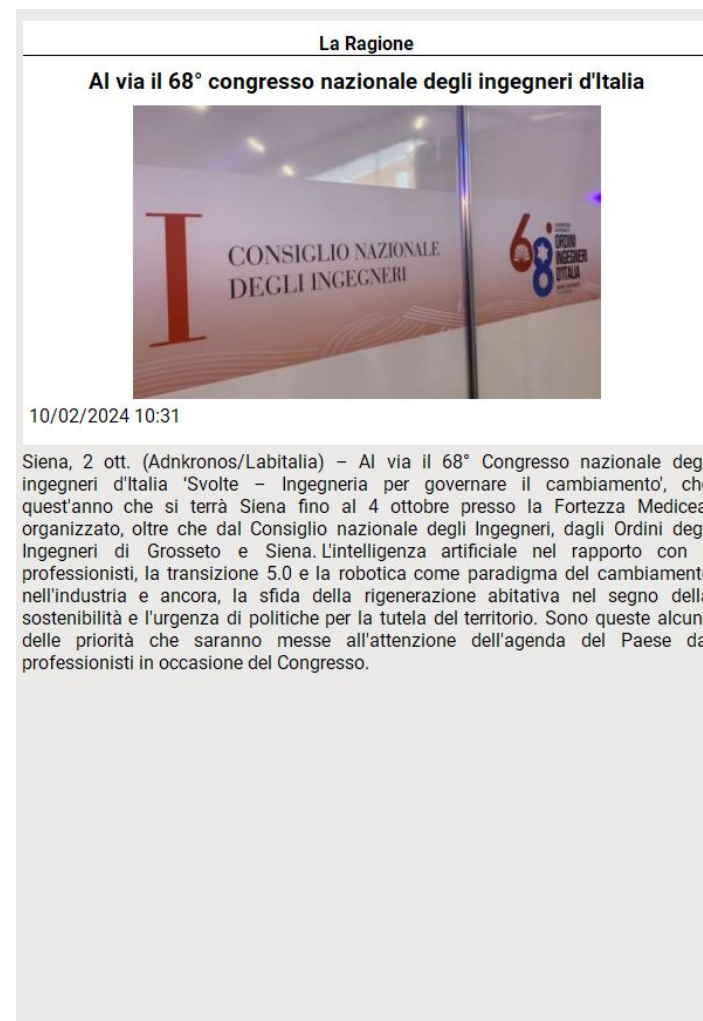 La Ragione
Al via il 68° congresso nazionale degli ingegneri d'Italia
I
CONSIGLIO NAZIONALE
DEGLI INGEGNERI
68°
ORDINI
INGEGNERI
D'ITALIA
10/02/2024 10:31
Siena, 2 ott. (Adnkronos/Labitalia) – Al via il 68° Congresso nazionale deg
ingegneri d'Italia ‘Svolte – Ingegneria per governare il cambiamento', che
quest'anno che si terrà Siena fino al 4 ottobre presso la Fortezza Medicea
organizzato, oltre che dal Consiglio nazionale degli Ingegneri, dagli Ordini deg
Ingegneri di Grosseto e Siena. L'intelligenza artificiale nel rapporto con
professionisti, la transizione 5.0 e la robotica come paradigma del cambiamento
nell'industria e ancora, la sfida della rigenerazione abitativa nel segno della
sostenibilità e l'urgenza di politiche per la tutela del territorio. Sono queste alcun
delle priorità che saranno messe all'attenzione dell'agenda del Paese da
professionisti in occasione del Congresso.